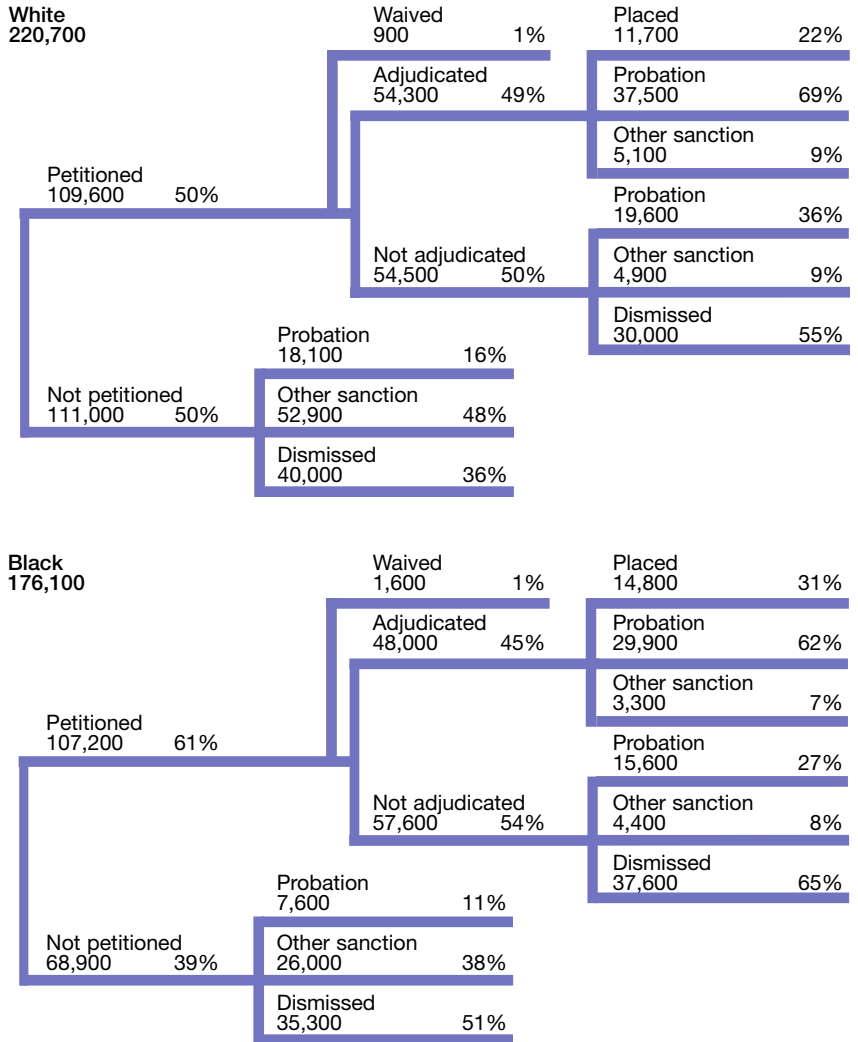 White
220,700
Petitioned
109,600 50%
Waived
900 1%
Adjudicated
54,300 49%
Placed
11,700 22%
Probation
37,500 69%
Other sanction
5,100 9%
Not adjudicated
54,500 50%
Probation
19,600 36%
Other sanction
4,900 9%
Dismissed
30,000 55%
Not petitioned
111,000 50%
Probation
18,100 16%
Other sanction
52,900 48%
Dismissed
40,000 36%
Black
176,100
Petitioned
107,200 61%
Waived
1,600 1%
Adjudicated
48,000 45%
Placed
14,800 31%
Probation
29,900 62%
Other sanction
3,300 7%
Not adjudicated
57,600 54%
Probation
15,600 27%
Other sanction
4,400 8%
Dismissed
37,600 65%
Not petitioned
68,900 39%
Probation
7,600 11%
Other sanction
26,000 38%
Dismissed
35,300 51%